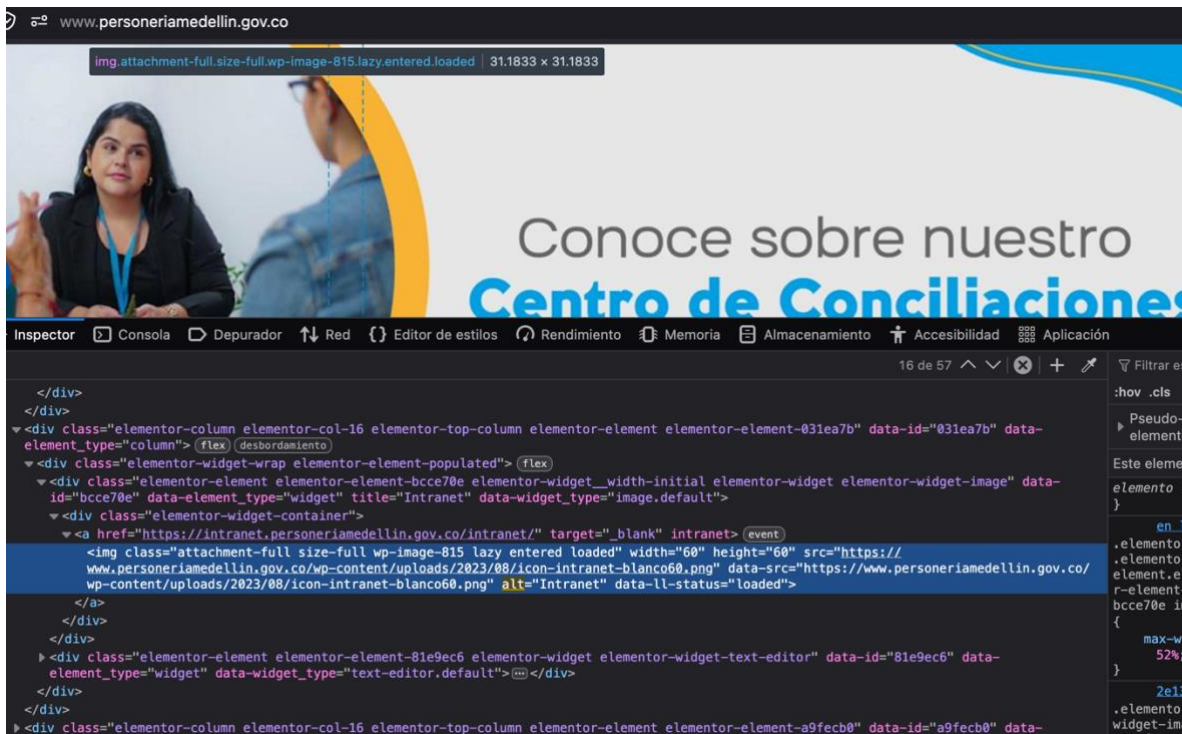 www.personeriamedellin.gov.co
img.attachment-full.size-full.wp-image-815.lazy.entered.loaded | 31.1833 × 31.1833
Conoce sobre nuestro
Centro de Conciliaciones
Inspector Consola Depurador Red Editor de estilos Rendimiento Memoria Almacenamiento Accesibilidad Aplicación
16 de 57
Filtrar
</div>
:hov .cls
</div>
<div class="elementor-column elementor-col-16 elementor-top-column elementor-element elementor-element-031ea7b" data-id="031ea7b" data-
element_type="column"> flex desbordamiento
Pseudo-
element
<div class="elementor-widget-wrap elementor-element-populated"> flex
Este
<div class="elementor-element elementor-element-bcce70e elementor-widget__width-initial elementor-widget elementor-widget-image" data-
id="bcce70e" data-element_type="widget" title="Intranet" data-widget_type="image.default">
elemento
}
<div class="elementor-widget-container">
<a href="https://intranet.personeriamedellin.gov.co/intranet/" target="_blank" intranet> event
<img class="attachment-full size-full wp-image-815 lazy entered loaded" width="60" height="60" src="https://
www.personeriamedellin.gov.co/wp-content/uploads/2023/08/icon-intranet-blanco60.png" data-src="https://www.personeriamedellin.gov.co/
wp-content/uploads/2023/08/icon-intranet-blanco60.png" alt="Intranet" data-ll-status="loaded">
</a>
</div>
</div>
<div class="elementor-element elementor-element-81e9ec6 elementor-widget elementor-widget-text-editor" data-id="81e9ec6" data-
element_type="widget" data-widget_type="text-editor.default"></div>
</div>
</div>
<div class="elementor-column elementor-col-16 elementor-top-column elementor-element elementor-element-a9fecb0" data-id="a9fecb0" data-
.elemento
.elemento
element.e
r-element
bcce70e
{
max-w
52%;
}
2e13
.elemento
widget-im